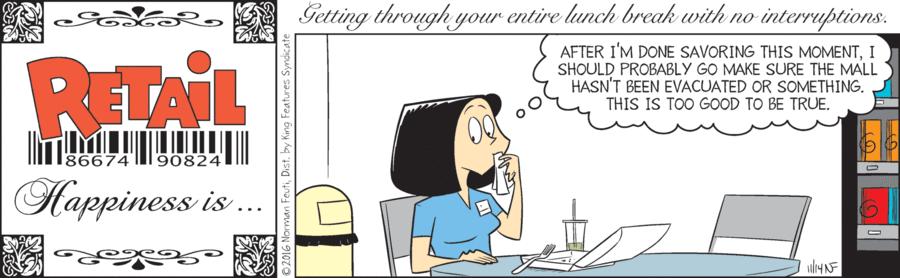 RETAIL
86674 90824
Happiness is ...
©2016 Norman Feuti, Dist. by King Features Syndicate
Getting through your entire lunch break with no interruptions.
AFTER I'M DONE SAVORING THIS MOMENT, I
SHOULD PROBABLY GO MAKE SURE THE MALL
HASN'T BEEN EVACUATED OR SOMETHING.
THIS IS TOO GOOD TO BE TRUE.
11/14 NF